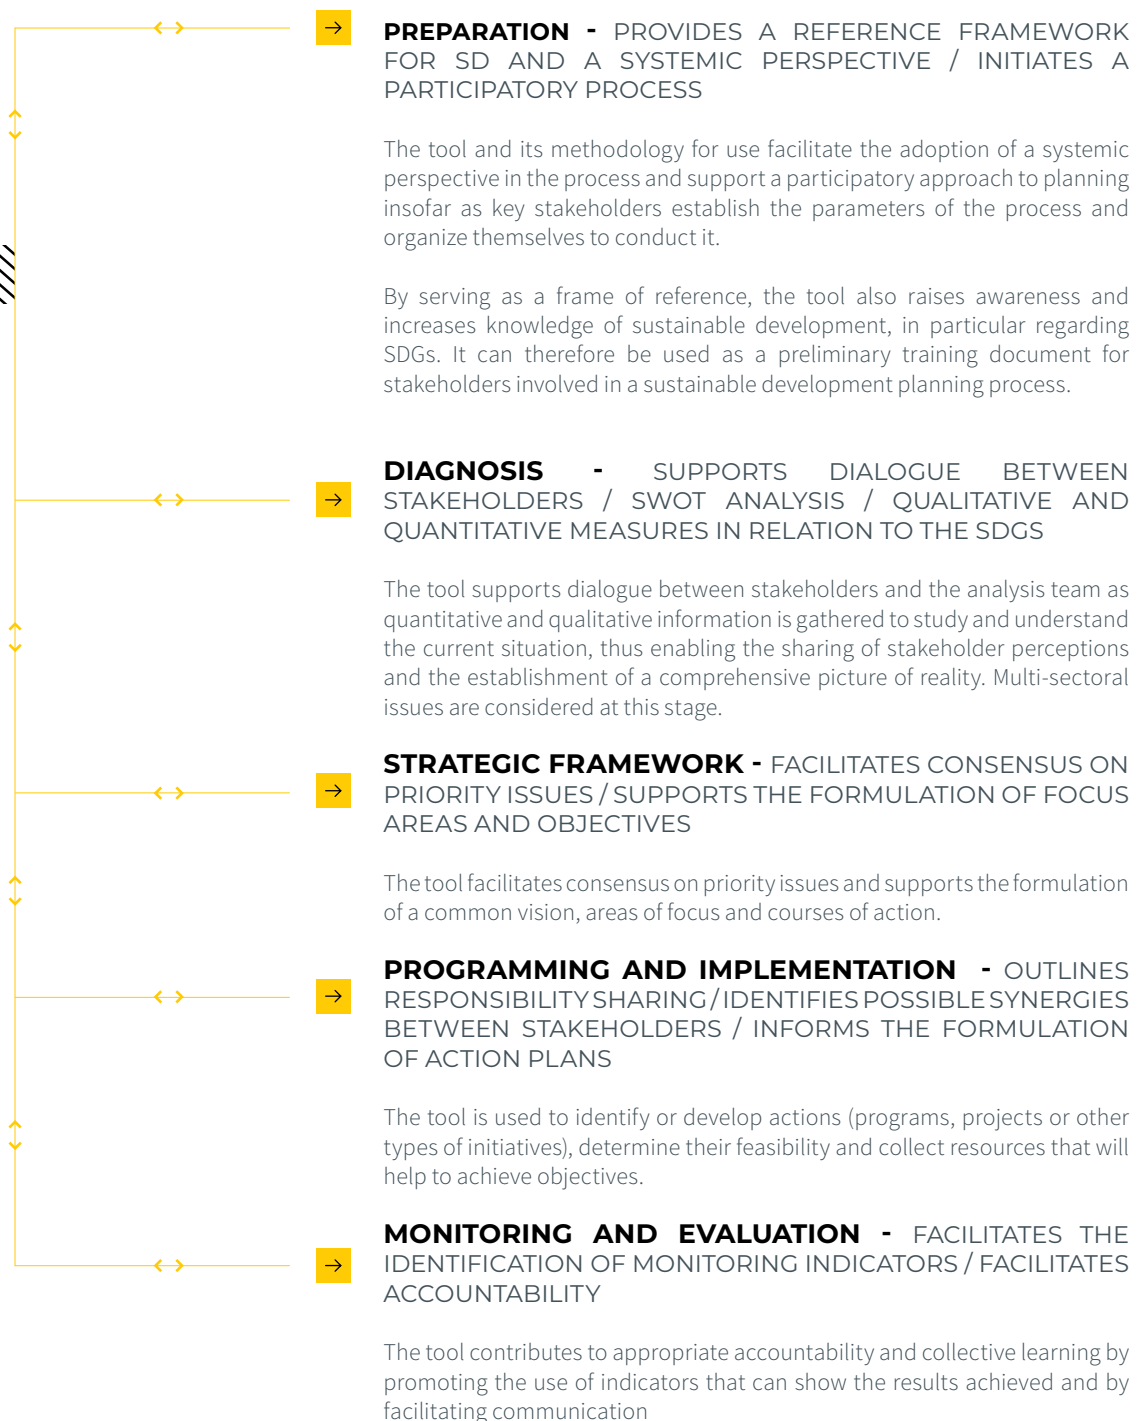 PREPARATION - PROVIDES A REFERENCE FRAMEWORK
FOR SD AND A SYSTEMIC PERSPECTIVE / INITIATES A
PARTICIPATORY PROCESS
The tool and its methodology for use facilitate the adoption of a systemic
perspective in the process and support a participatory approach to planning
insofar as key stakeholders establish the parameters of the process and
organize themselves to conduct it.
By serving as a frame of reference, the tool also raises awareness and
increases knowledge of sustainable development, in particular regarding
SDGs. It can therefore be used as a preliminary training document for
stakeholders involved in a sustainable development planning process.
DIAGNOSIS - SUPPORTS DIALOGUE BETWEEN
STAKEHOLDERS / SWOT ANALYSIS / QUALITATIVE AND
QUANTITATIVE MEASURES IN RELATION TO THE SDGS
The tool supports dialogue between stakeholders and the analysis team as
quantitative and qualitative information is gathered to study and understand
the current situation, thus enabling the sharing of stakeholder perceptions
and the establishment of a comprehensive picture of reality. Multi-sectoral
issues are considered at this stage.
STRATEGIC FRAMEWORK - FACILITATES CONSENSUS ON
PRIORITY ISSUES / SUPPORTS THE FORMULATION OF FOCUS
AREAS AND OBJECTIVES
The tool facilitates consensus on priority issues and supports the formulation
of a common vision, areas of focus and courses of action.
PROGRAMMING AND IMPLEMENTATION - OUTLINES
RESPONSIBILITY SHARING / IDENTIFIES POSSIBLE SYNERGIES
BETWEEN STAKEHOLDERS / INFORMS THE FORMULATION
OF ACTION PLANS
The tool is used to identify or develop actions (programs, projects or other
types of initiatives), determine their feasibility and collect resources that will
help to achieve objectives.
MONITORING AND EVALUATION - FACILITATES THE
IDENTIFICATION OF MONITORING INDICATORS / FACILITATES
ACCOUNTABILITY
The tool contributes to appropriate accountability and collective learning by
promoting the use of indicators that can show the results achieved and by
facilitating communication